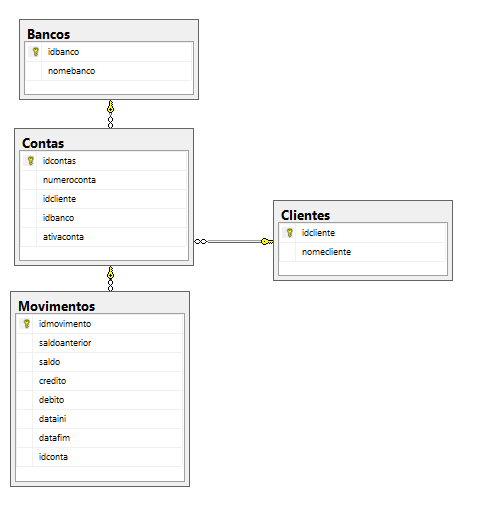 Bancos
idbanco
nomebanco
Contas
idcontas
numeroconta
idcliente
idbanco
ativaconta
Clientes
idcliente
nomecliente
Movimentos
idmovimento
saldoanterior
saldo
credito
debito
dataini
datafim
idconta